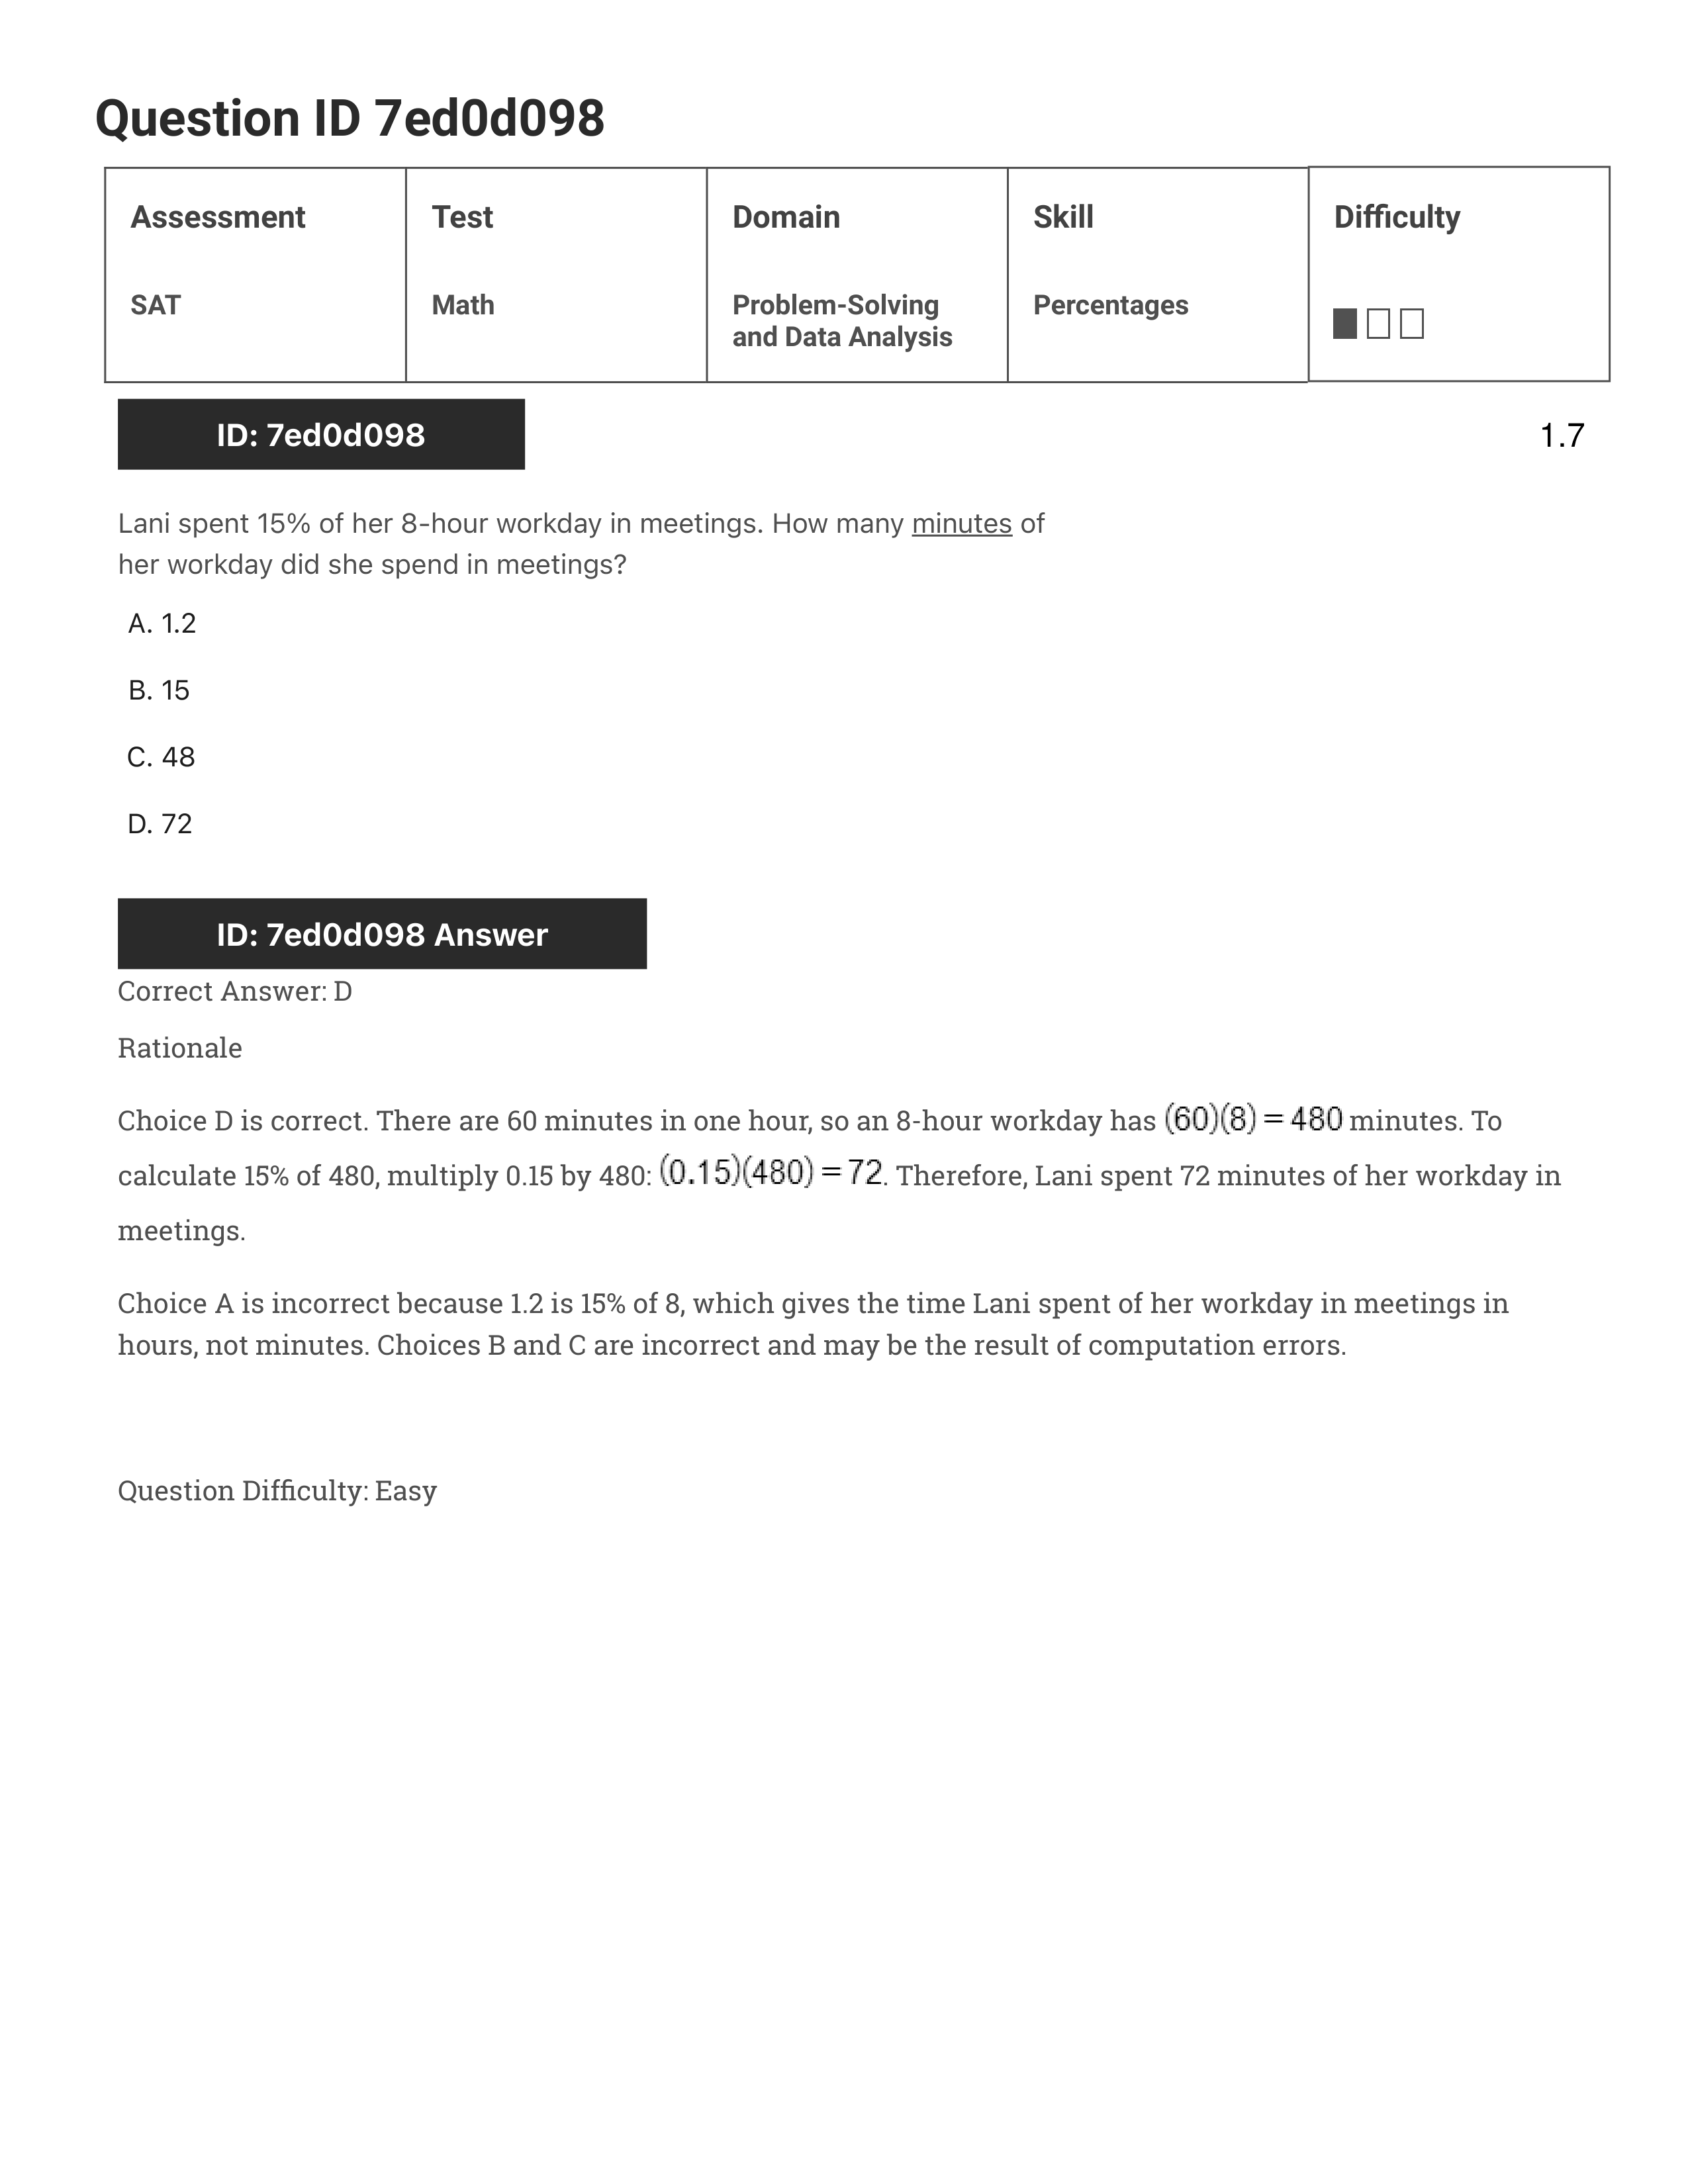 Question ID 7ed0d098
Assessment Test Domain Skill Difficulty
SAT Math Problem-Solving Percentages
and Data Analysis
ID: 7ed0d098 1.7
Lani spent 15% of her 8-hour workday in meetings. How many minutes of
her workday did she spend in meetings?
A. 1.2
B. 15
C. 48
D. 72
ID: 7ed0d098 Answer
Correct Answer: D
Rationale
Choice D is correct. There are 60 minutes in one hour, so an 8-hour workday has (60)(8) = 480 minutes. To
calculate 15% of 480, multiply 0.15 by 480: (0.15)(480) = 72. Therefore, Lani spent 72 minutes of her workday in
meetings.
Choice A is incorrect because 1.2 is 15% of 8, which gives the time Lani spent of her workday in meetings in
hours, not minutes. Choices B and C are incorrect and may be the result of computation errors.
Question Difficulty: Easy